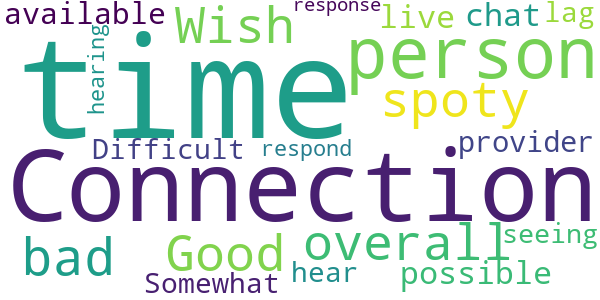 available
Wish
response
live
chat
lag
hearing
time
person
spoty
Difficult
respond
provider
Connection
bad
Good
overall
seeing
Somewhat
hear
possible